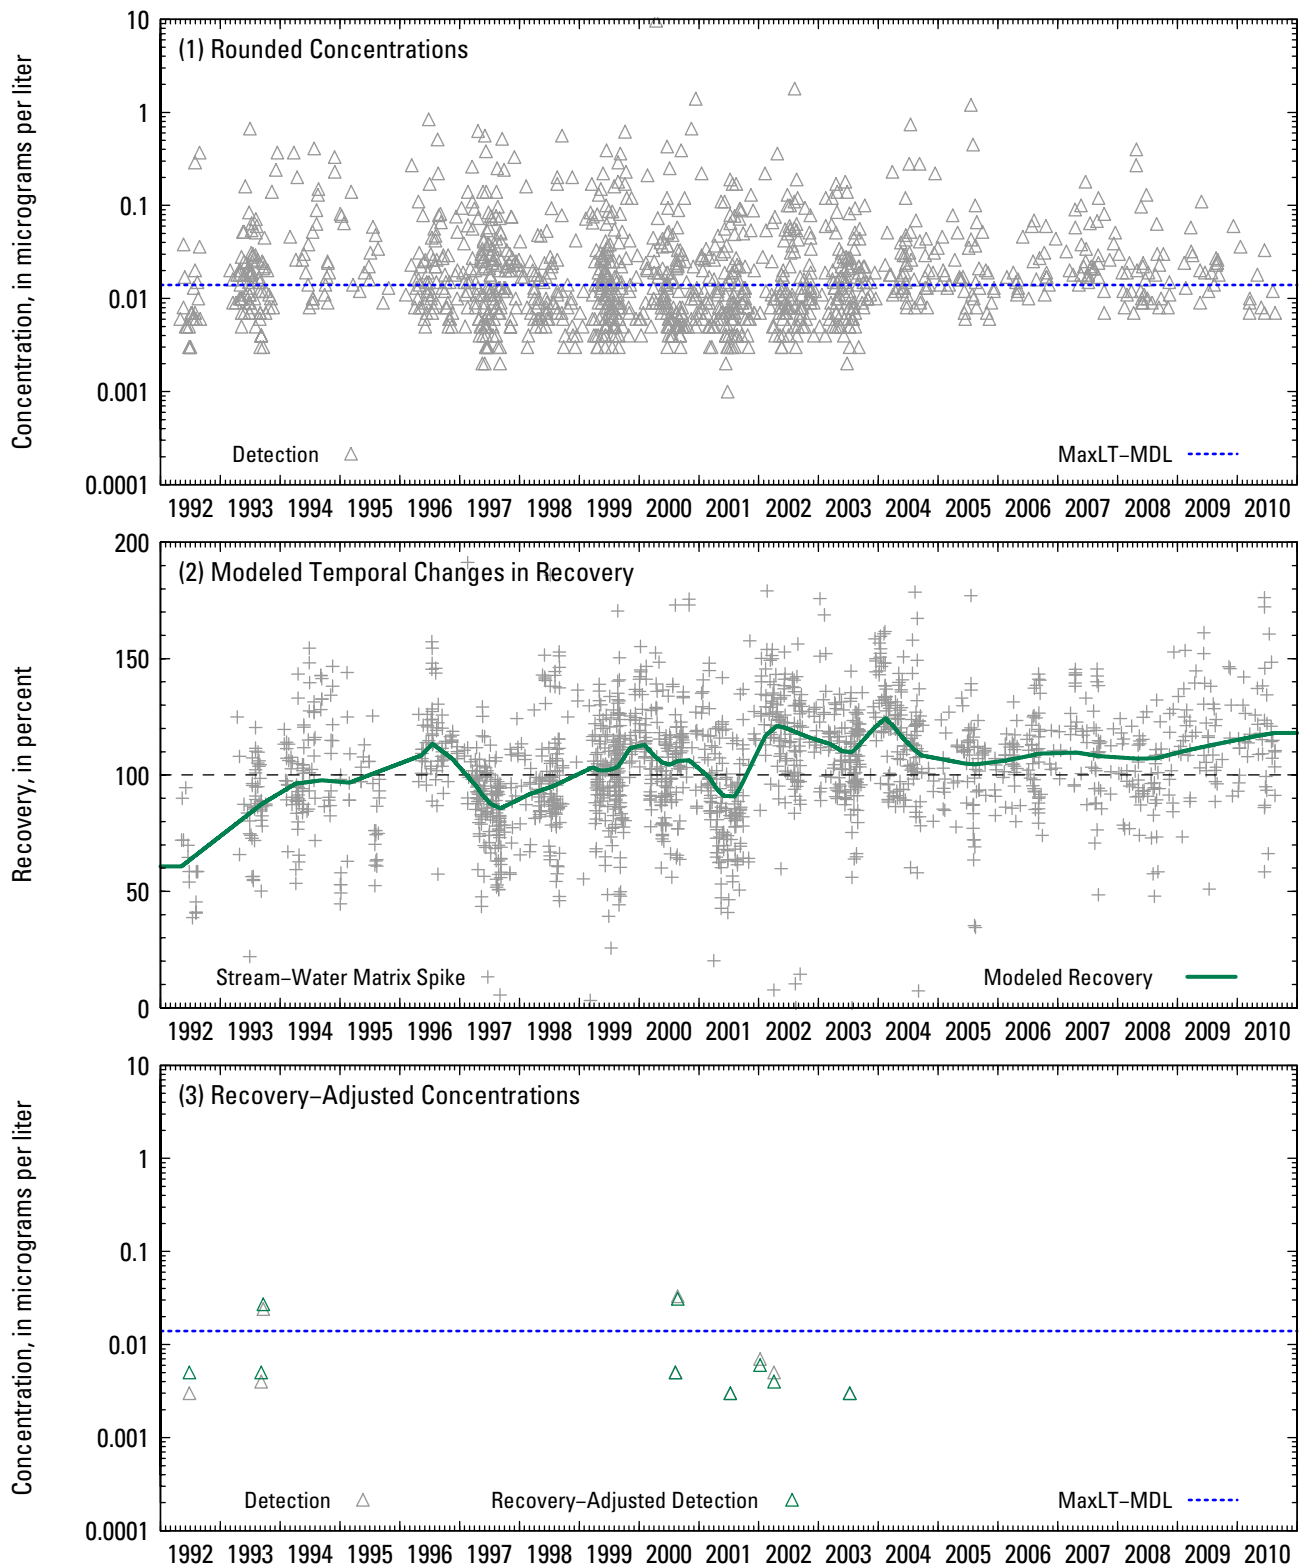 Concentration, in micrograms per liter
10
1
0.1
0.01
0.001
0.0001
(1) Rounded Concentrations
Detection
MaxLT–MDL
1992 1993 1994 1995 1996 1997 1998 1999 2000 2001 2002 2003 2004 2005 2006 2007 2008 2009 2010
Recovery, in percent
200
150
100
50
0
(2) Modeled Temporal Changes in Recovery
Stream–Water Matrix Spike
Modeled Recovery
1992 1993 1994 1995 1996 1997 1998 1999 2000 2001 2002 2003 2004 2005 2006 2007 2008 2009 2010
Concentration, in micrograms per liter
10
1
0.1
0.01
0.001
0.0001
(3) Recovery–Adjusted Concentrations
Detection
Recovery–Adjusted Detection
MaxLT–MDL
1992 1993 1994 1995 1996 1997 1998 1999 2000 2001 2002 2003 2004 2005 2006 2007 2008 2009 2010